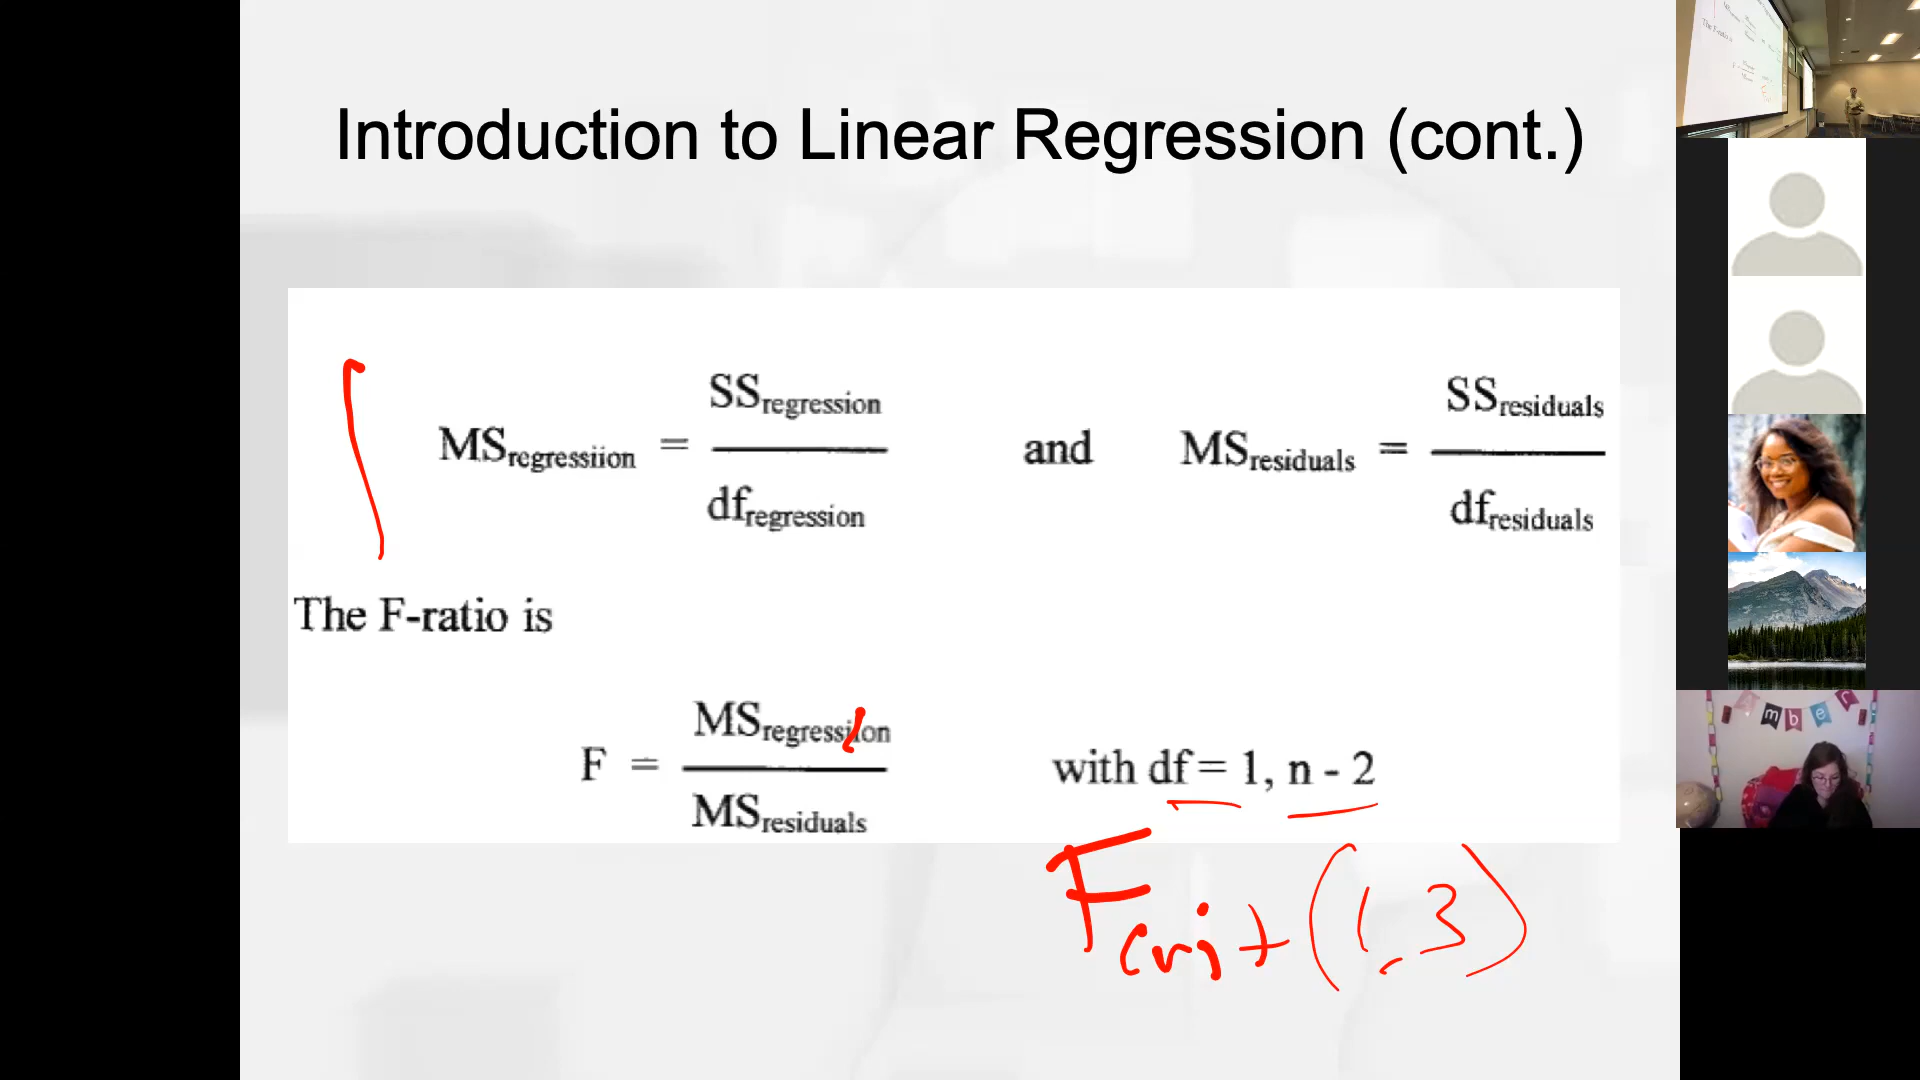 Introduction to Linear Regression (cont.)
MSregressiion = SSregression / dfregression and MSresiduals = SSresiduals / dfresiduals
The F-ratio is
F = MSregression / MSresiduals with df = 1, n - 2
Fcrit (1, 3)
mber